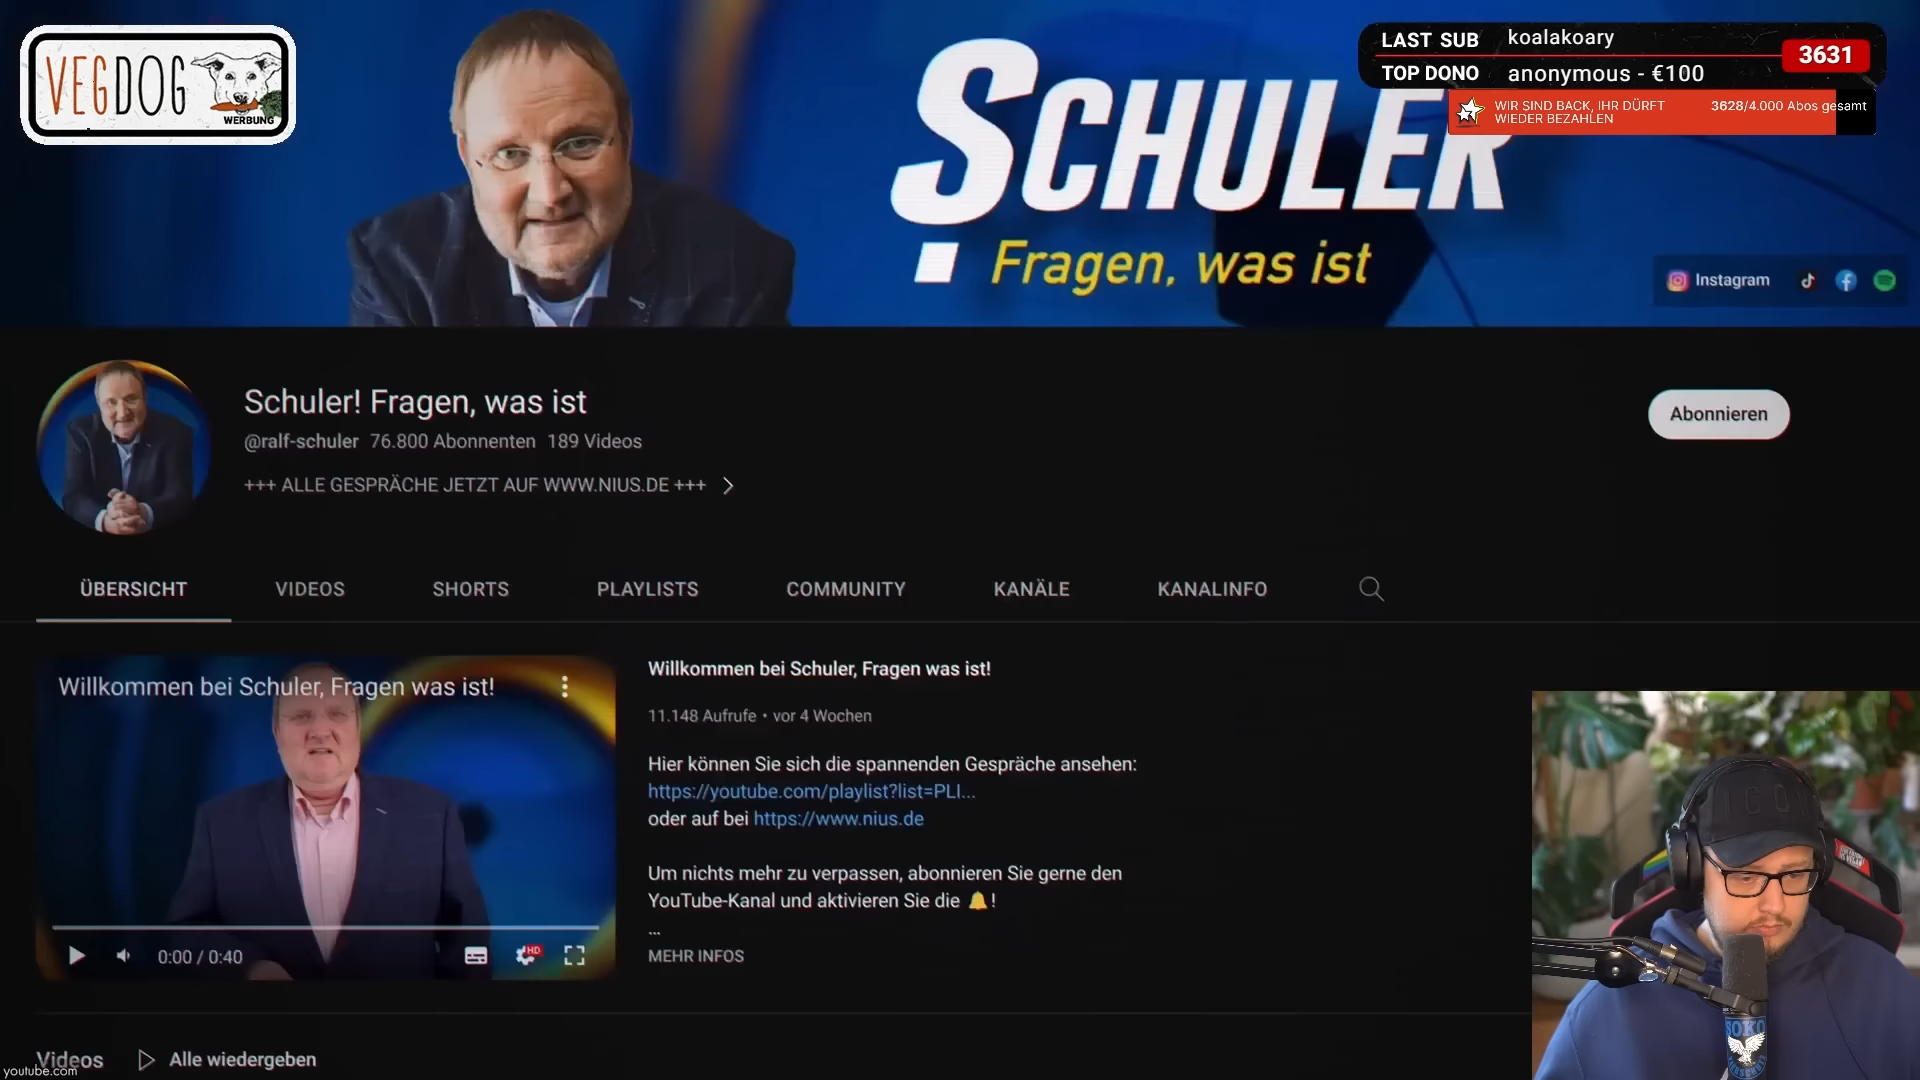 VEGDOG
WERBUNG
SCHULER
Fragen, was ist
LAST SUB koalakoary
TOP DONO anonymous - €100
3631
WIR SIND BACK, IHR DÜRFT
WIEDER BEZAHLEN
3628/4.000 Abos gesamt
Instagram
Schuler! Fragen, was ist
@ralf-schuler 76.800 Abonnenten 189 Videos
+++ ALLE GESPRÄCHE JETZT AUF WWW.NIUS.DE +++
Abonnieren
ÜBERSICHT VIDEOS SHORTS PLAYLISTS COMMUNITY KANÄLE KANALINFO
Willkommen bei Schuler, Fragen was ist!
0:00 / 0:40
HD
Willkommen bei Schuler, Fragen was ist!
11.148 Aufrufe • vor 4 Wochen
Hier können Sie sich die spannenden Gespräche ansehen:
https://youtube.com/playlist?list=PLI...
oder auf bei https://www.nius.de
Um nichts mehr zu verpassen, abonnieren Sie gerne den
YouTube-Kanal und aktivieren Sie die 🔔!
...
MEHR INFOS
ICON
SOKO
Videos Alle wiedergeben
youtube.com